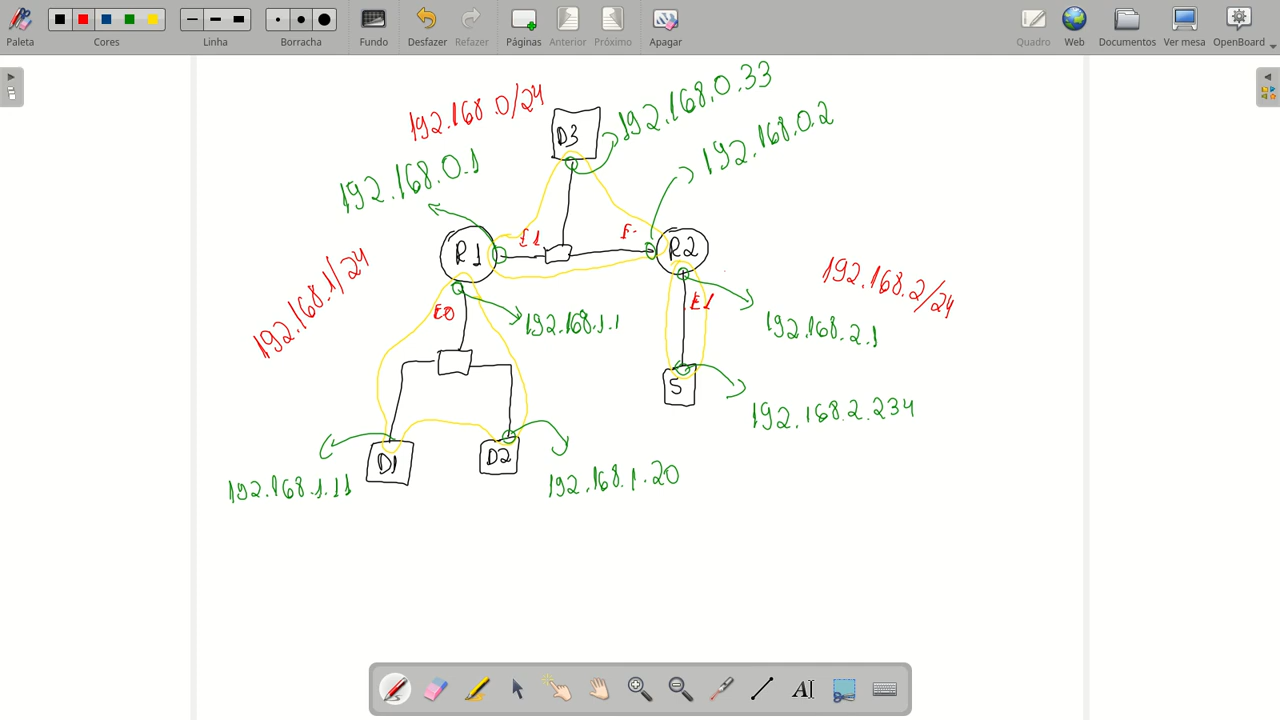 Paleta
Cores
Linha
Borracha
Fundo
Desfazer
Refazer
Páginas
Anterior
Próximo
Apagar
Quadro
Web
Documentos
Ver mesa
OpenBoard
192.168.0/24
D3
192.168.0.33
192.168.0.2
192.168.0.1
R1
E1
E-
R2
192.168.1/24
E0
192.168.1.1
E1
192.168.2/24
192.168.2.1
S
192.168.2.234
D1
D2
192.168.1.11
192.168.1.20
AI